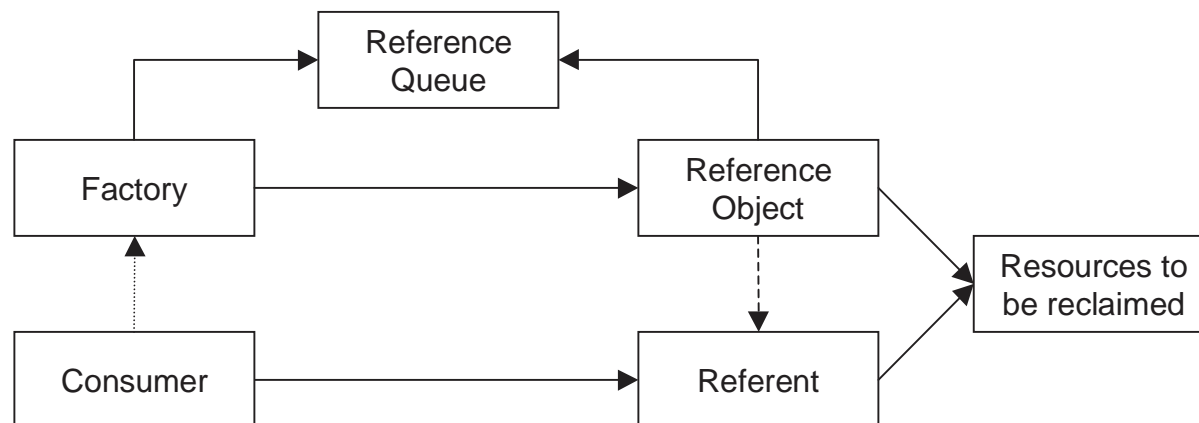 Reference
Queue
Factory
Reference
Object
Resources to
be reclaimed
Consumer
Referent